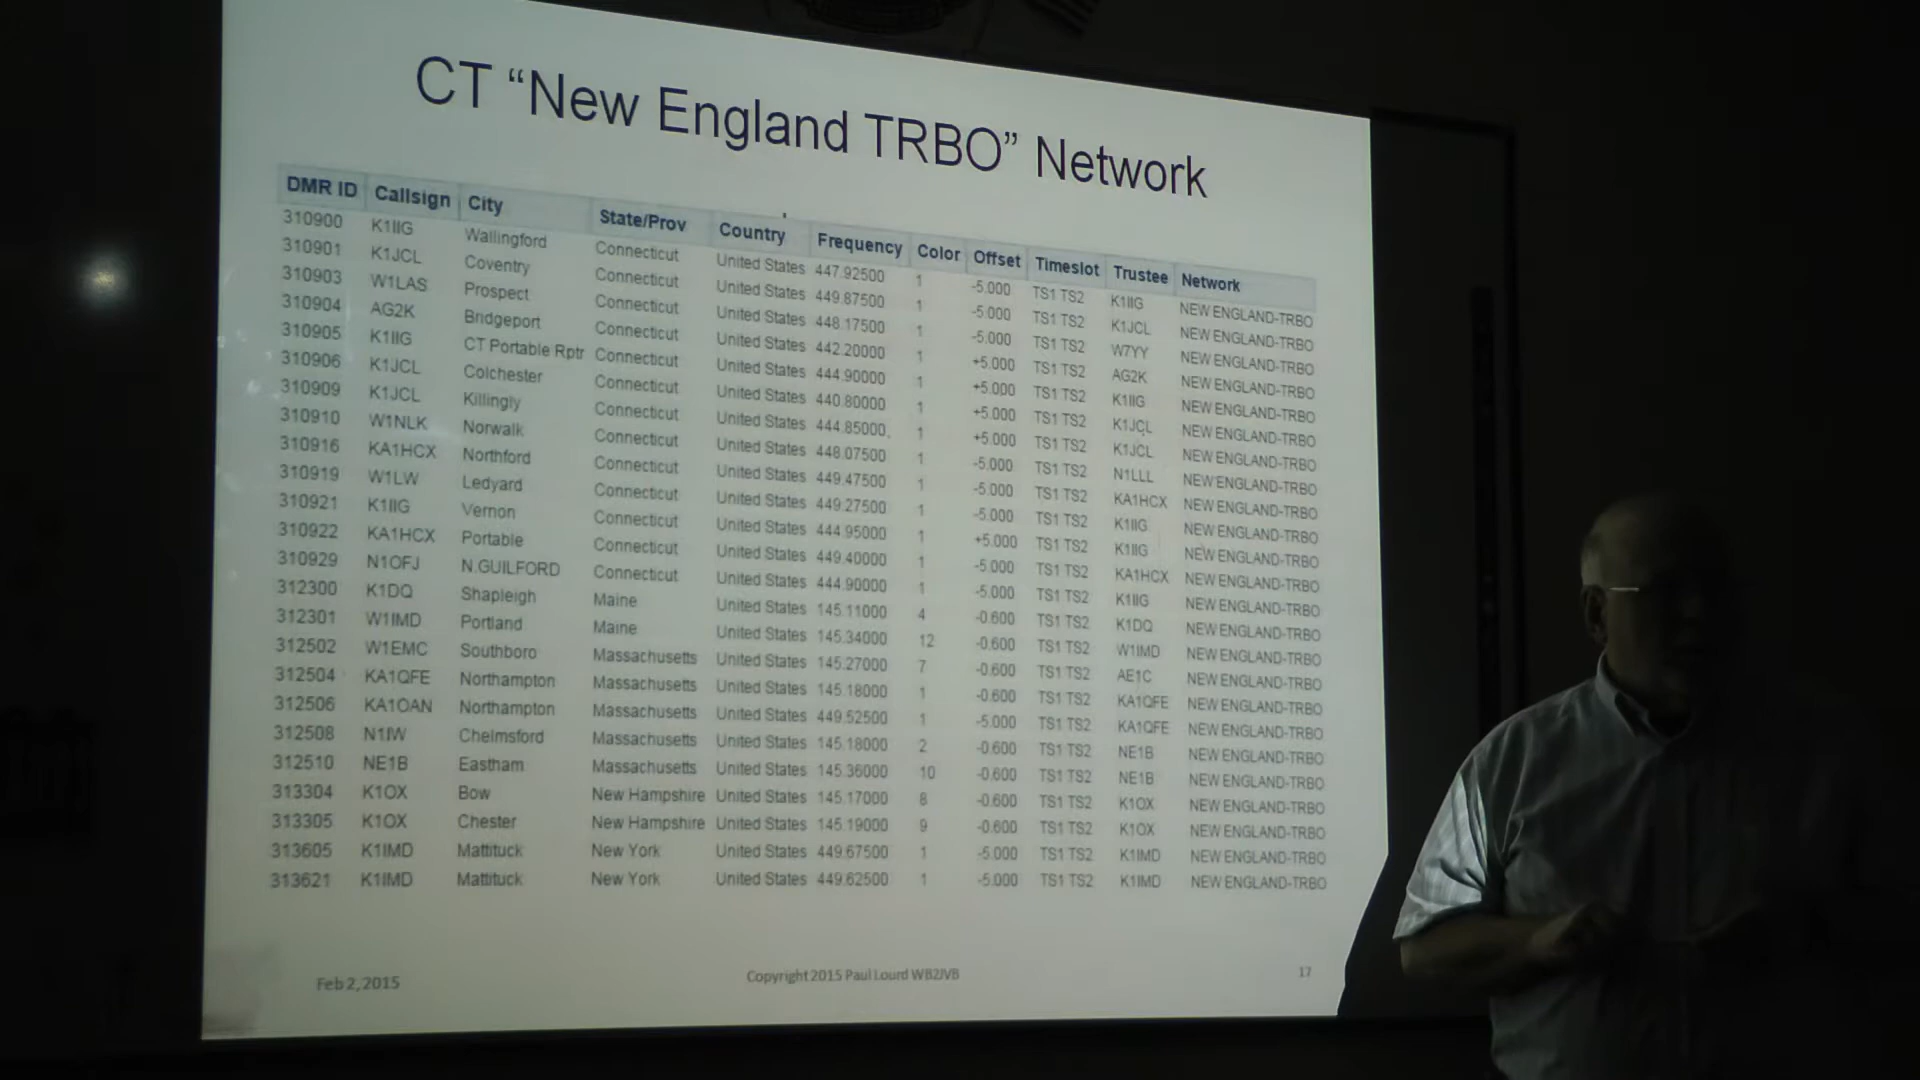 CT “New England TRBO” Network
DMR ID Callsign City State/Prov Country Frequency Color Offset Timeslot Trustee Network
310900 K1IIG Wallingford Connecticut United States 447.92500 1 -5.000 TS1 TS2 K1IIG NEW ENGLAND-TRBO
310901 K1JCL Coventry Connecticut United States 449.87500 1 -5.000 TS1 TS2 K1JCL NEW ENGLAND-TRBO
310903 W1LAS Prospect Connecticut United States 448.17500 1 -5.000 TS1 TS2 W7YY NEW ENGLAND-TRBO
310904 AG2K Bridgeport Connecticut United States 442.20000 1 +5.000 TS1 TS2 AG2K NEW ENGLAND-TRBO
310905 K1IIG CT Portable Rptr Connecticut United States 444.90000 1 +5.000 TS1 TS2 K1IIG NEW ENGLAND-TRBO
310906 K1JCL Colchester Connecticut United States 440.80000 1 +5.000 TS1 TS2 K1JCL NEW ENGLAND-TRBO
310909 K1JCL Killingly Connecticut United States 444.85000 1 +5.000 TS1 TS2 K1JCL NEW ENGLAND-TRBO
310910 W1NLK Norwalk Connecticut United States 448.07500 1 -5.000 TS1 TS2 N1LLL NEW ENGLAND-TRBO
310916 KA1HCX Northford Connecticut United States 449.47500 1 -5.000 TS1 TS2 KA1HCX NEW ENGLAND-TRBO
310919 W1LW Ledyard Connecticut United States 449.27500 1 -5.000 TS1 TS2 K1IIG NEW ENGLAND-TRBO
310921 K1IIG Vernon Connecticut United States 444.95000 1 +5.000 TS1 TS2 K1IIG NEW ENGLAND-TRBO
310922 KA1HCX Portable Connecticut United States 449.40000 1 -5.000 TS1 TS2 KA1HCX NEW ENGLAND-TRBO
310929 N1OFJ N.GUILFORD Connecticut United States 444.90000 1 -5.000 TS1 TS2 K1IIG NEW ENGLAND-TRBO
312300 K1DQ Shapleigh Maine United States 145.11000 4 -0.600 TS1 TS2 K1DQ NEW ENGLAND-TRBO
312301 W1IMD Portland Maine United States 145.34000 12 -0.600 TS1 TS2 W1IMD NEW ENGLAND-TRBO
312502 W1EMC Southboro Massachusetts United States 145.27000 7 -0.600 TS1 TS2 AE1C NEW ENGLAND-TRBO
312504 KA1QFE Northampton Massachusetts United States 145.18000 1 -0.600 TS1 TS2 KA1QFE NEW ENGLAND-TRBO
312506 KA1OAN Northampton Massachusetts United States 449.52500 1 -5.000 TS1 TS2 KA1QFE NEW ENGLAND-TRBO
312508 N1IW Chelmsford Massachusetts United States 145.18000 2 -0.600 TS1 TS2 NE1B NEW ENGLAND-TRBO
312510 NE1B Eastham Massachusetts United States 145.36000 10 -0.600 TS1 TS2 NE1B NEW ENGLAND-TRBO
313304 K1OX Bow New Hampshire United States 145.17000 8 -0.600 TS1 TS2 K1OX NEW ENGLAND-TRBO
313305 K1OX Chester New Hampshire United States 145.19000 9 -0.600 TS1 TS2 K1OX NEW ENGLAND-TRBO
313605 K1IMD Mattituck New York United States 449.67500 1 -5.000 TS1 TS2 K1IMD NEW ENGLAND-TRBO
313621 K1IMD Mattituck New York United States 449.62500 1 -5.000 TS1 TS2 K1IMD NEW ENGLAND-TRBO
Feb 2, 2015 Copyright 2015 Paul Lourd WB2JVB 17